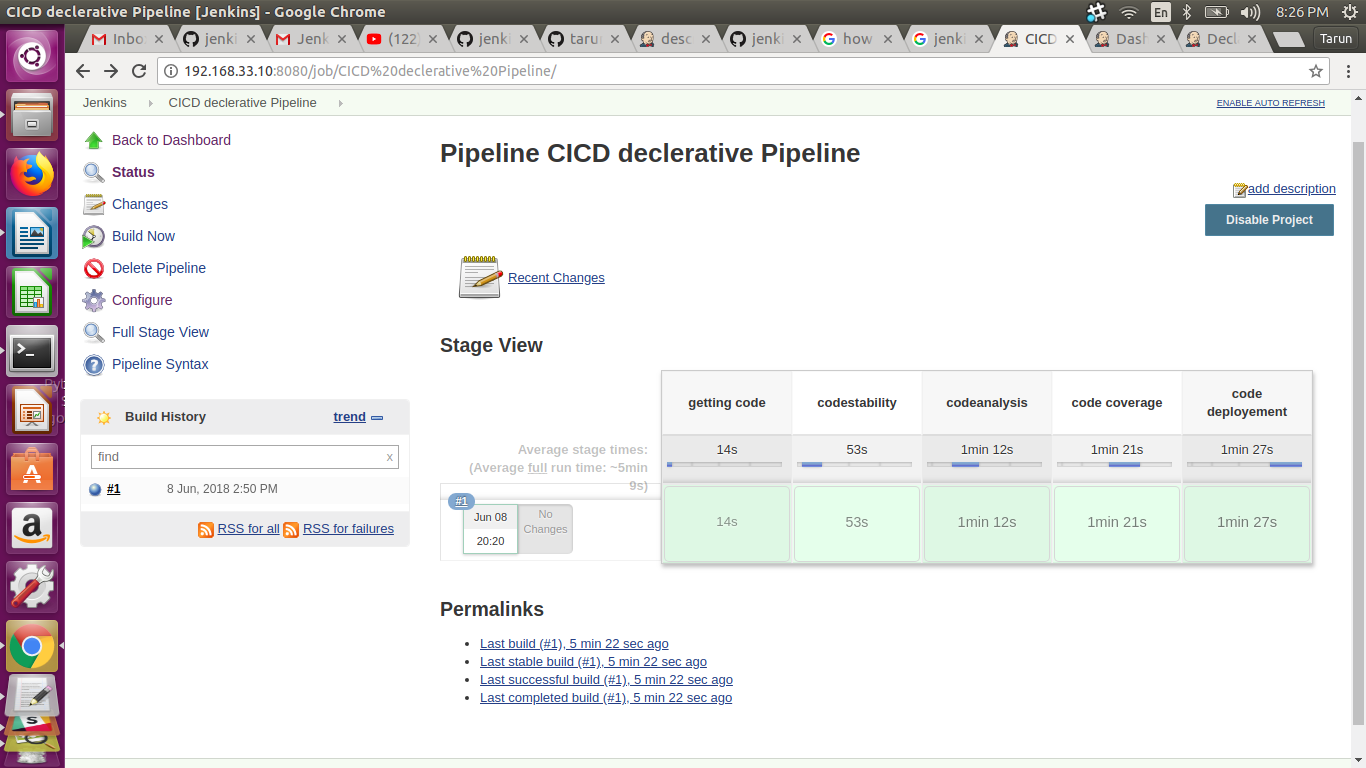 CICD declerative Pipeline [Jenkins] - Google Chrome
En
8:26 PM
Inbo
jenki
Jenk
(122)
jenki
taru
desc
jenki
how
jenki
CICD
Dash
Decl
Tarun
192.168.33.10:8080/job/CICD%20declerative%20Pipeline/
Jenkins
CICD declerative Pipeline
ENABLE AUTO REFRESH
Back to Dashboard
Status
Changes
Build Now
Delete Pipeline
Configure
Full Stage View
Pipeline Syntax
Build History
trend
find
x
#1
8 Jun, 2018 2:50 PM
RSS for all
RSS for failures
Pipeline CICD declerative Pipeline
add description
Disable Project
Recent Changes
Stage View
getting code
codestability
codeanalysis
code coverage
code
deployement
Average stage times:
(Average full run time: ~5min
9s)
14s
53s
1min 12s
1min 21s
1min 27s
#1
Jun 08
20:20
No
Changes
14s
53s
1min 12s
1min 21s
1min 27s
Permalinks
Last build (#1), 5 min 22 sec ago
Last stable build (#1), 5 min 22 sec ago
Last successful build (#1), 5 min 22 sec ago
Last completed build (#1), 5 min 22 sec ago